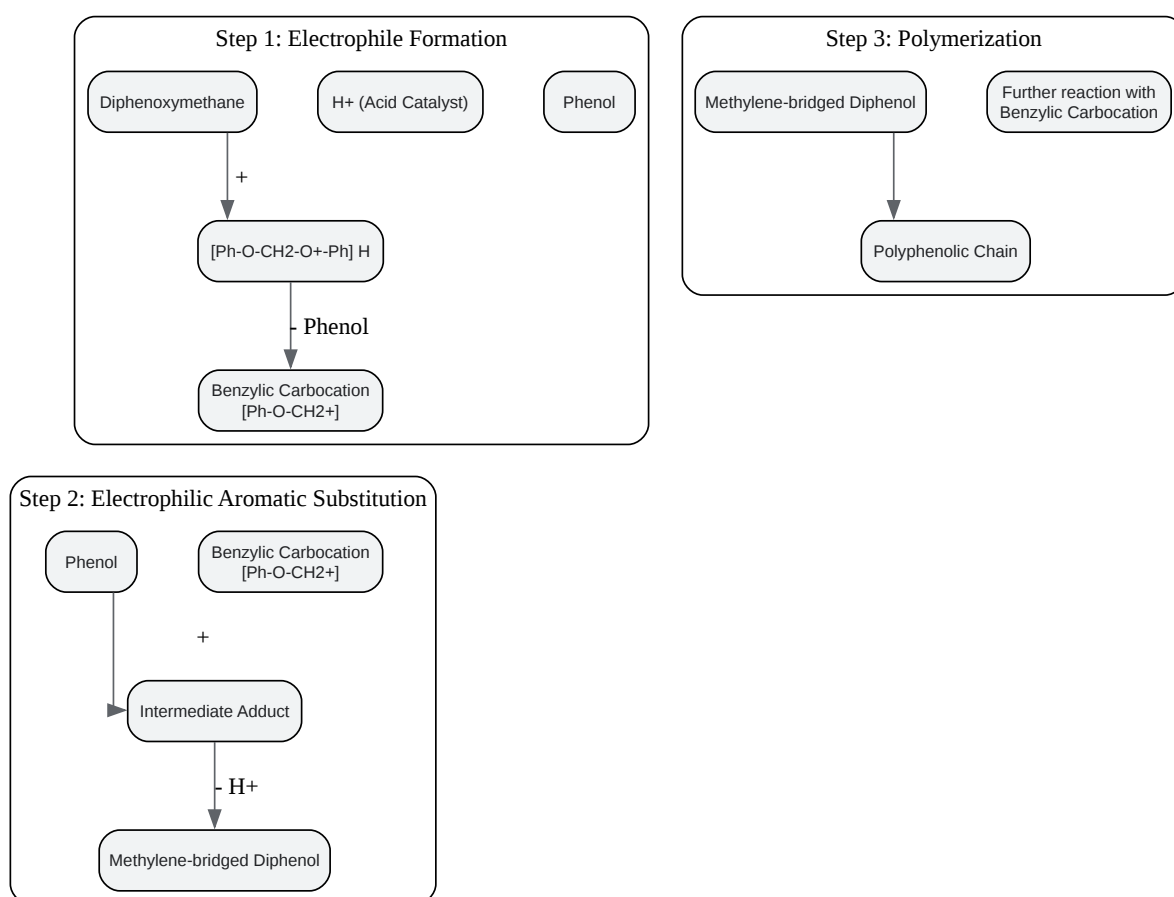 Step 1: Electrophile Formation
Diphenoxymethane
H+ (Acid Catalyst)
Phenol
+
[Ph-O-CH2-O+-Ph] H
- Phenol
Benzylic Carbocation
[Ph-O-CH2+]
Step 3: Polymerization
Methylene-bridged Diphenol
Further reaction with
Benzylic Carbocation
Polyphenolic Chain
Step 2: Electrophilic Aromatic Substitution
Phenol
Benzylic Carbocation
[Ph-O-CH2+]
+
Intermediate Adduct
- H+
Methylene-bridged Diphenol